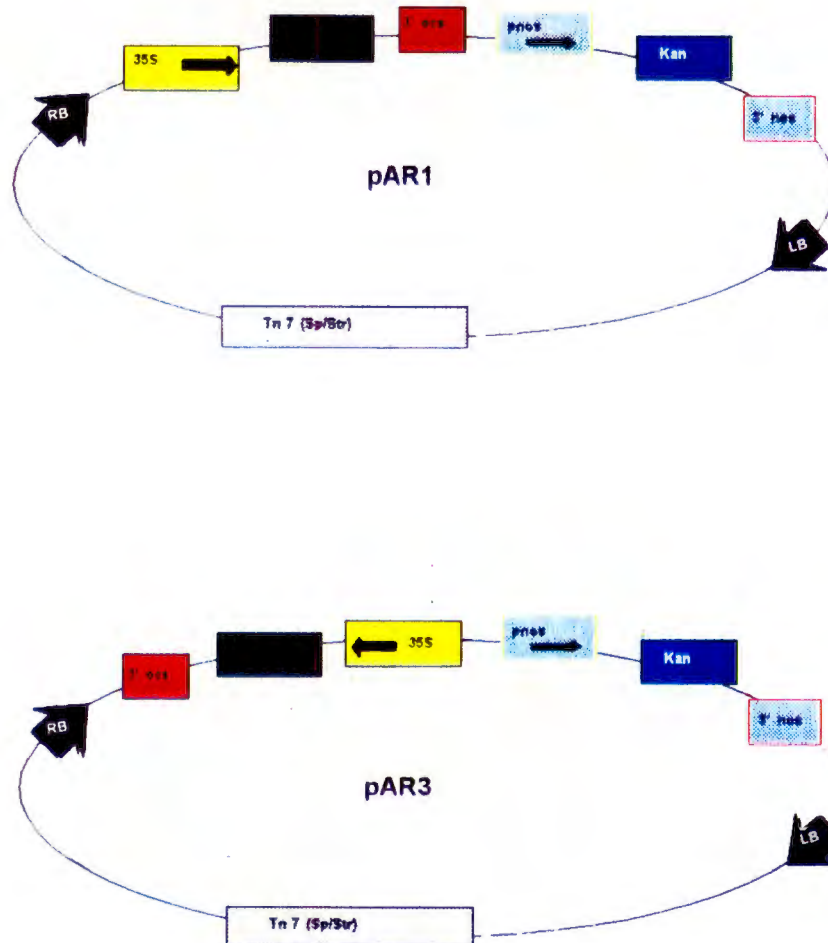 35S
3' ocs
pnos
Kan
3' nos
RB
LB
pAR1
Tn 7 (Sp/Str)
3' ocs
35S
pnos
Kan
3' nos
RB
LB
pAR3
Tn 7 (Sp/Str)